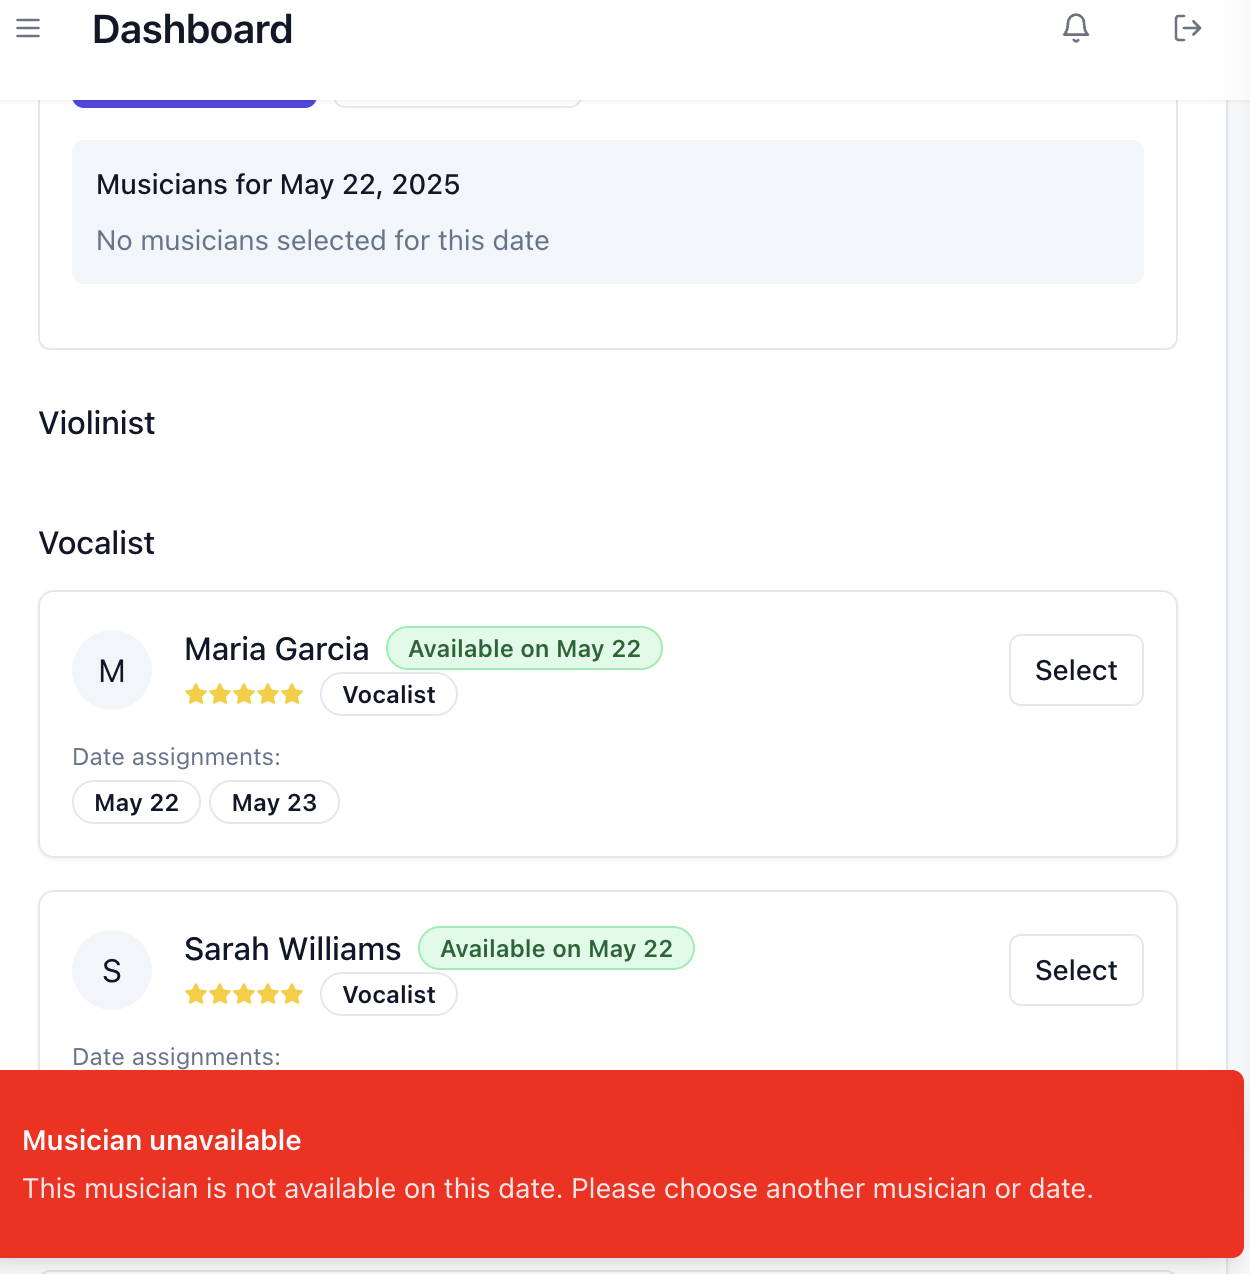 Dashboard
Musicians for May 22, 2025
No musicians selected for this date
Violinist
Vocalist
M
Maria Garcia
Available on May 22
Vocalist
Select
Date assignments:
May 22
May 23
S
Sarah Williams
Available on May 22
Vocalist
Select
Date assignments:
Musician unavailable
This musician is not available on this date. Please choose another musician or date.